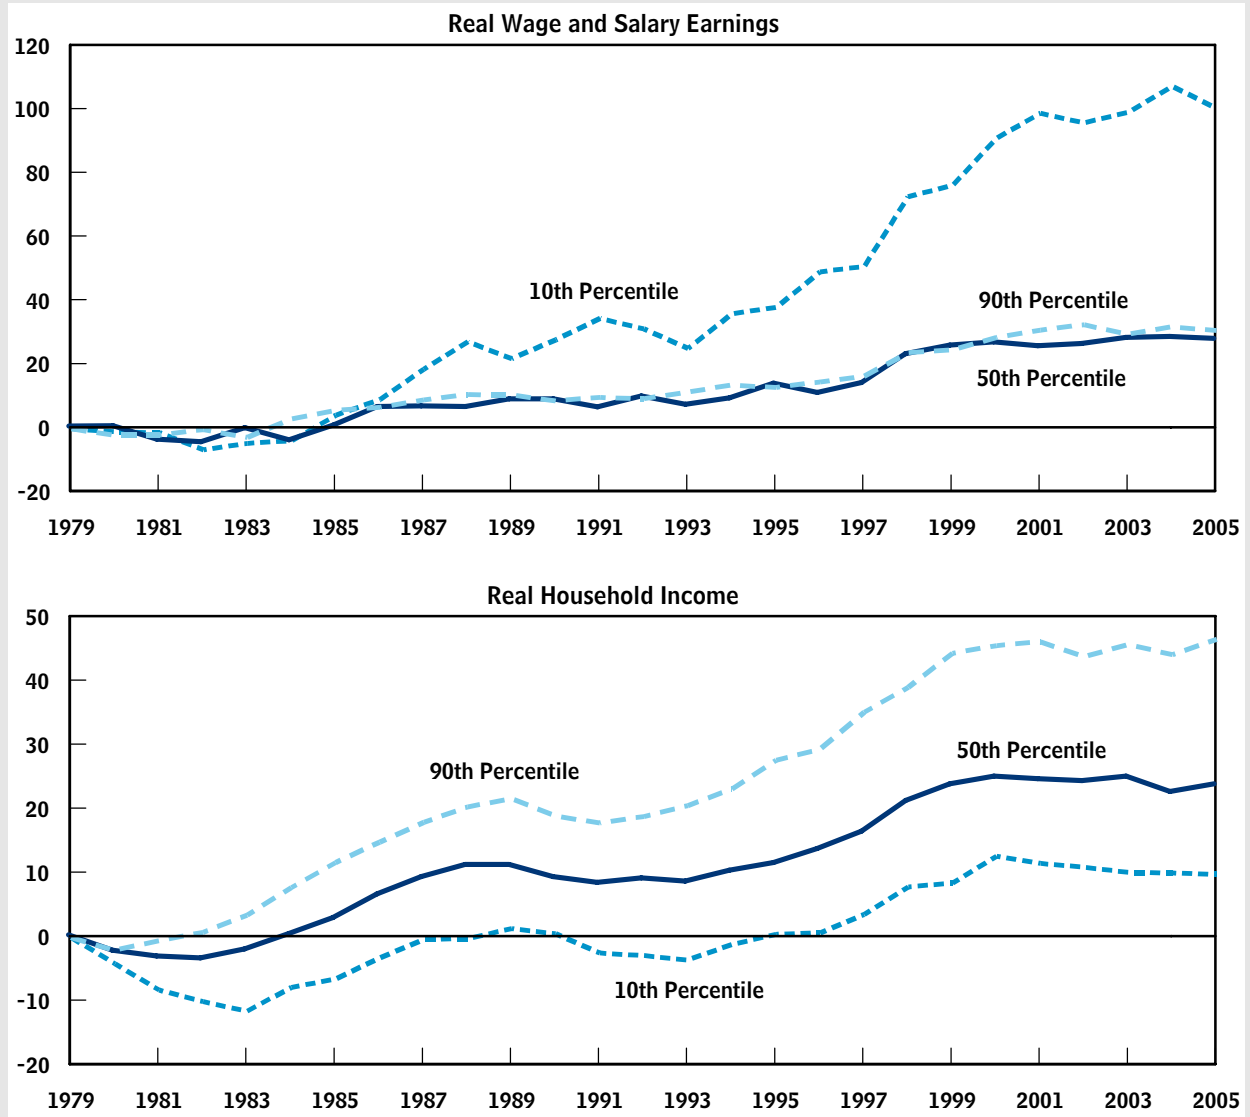 Real Wage and Salary Earnings
120
100
80
60
40
20
0
-20
10th Percentile
90th Percentile
50th Percentile
1979 1981 1983 1985 1987 1989 1991 1993 1995 1997 1999 2001 2003 2005
Real Household Income
50
40
30
20
10
0
-10
-20
50th Percentile
90th Percentile
10th Percentile
1979 1981 1983 1985 1987 1989 1991 1993 1995 1997 1999 2001 2003 2005